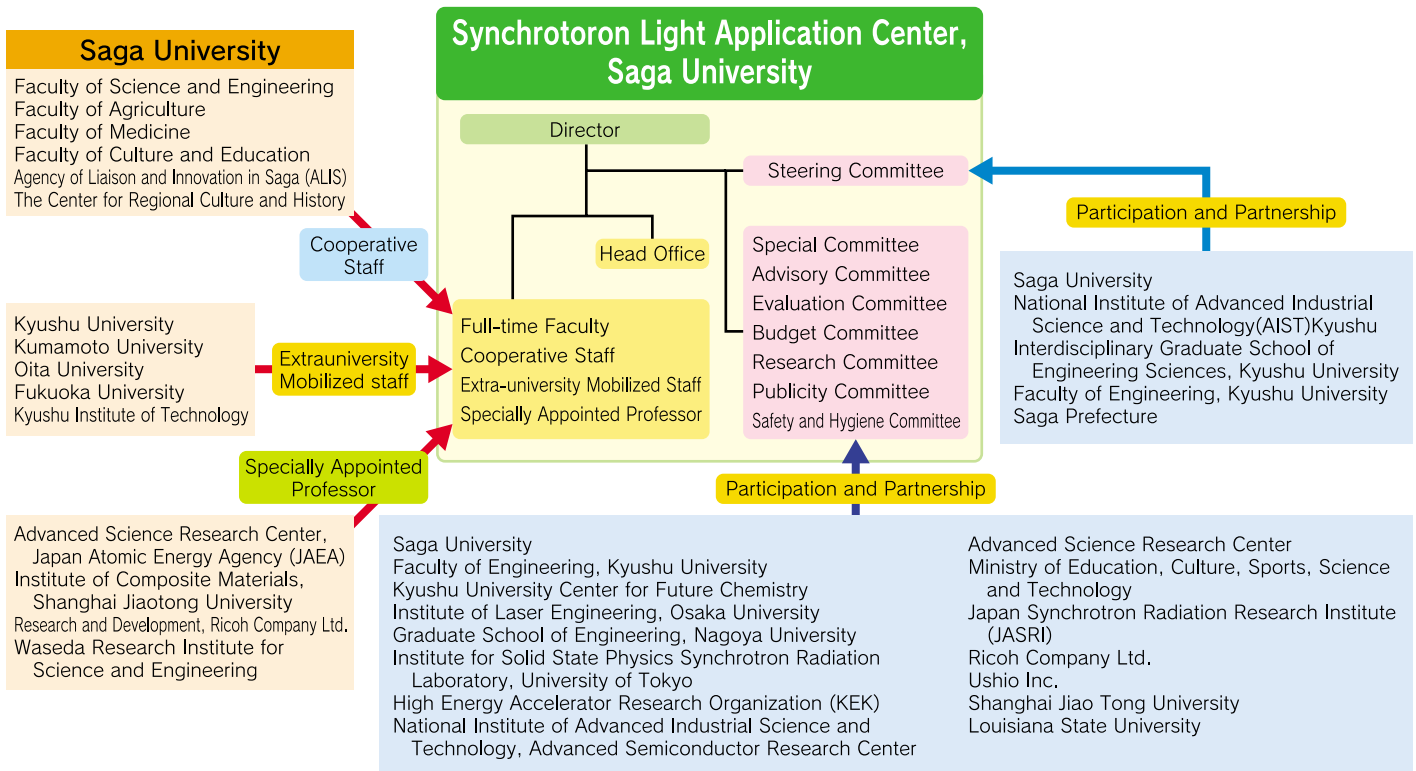 Saga University
Faculty of Science and Engineering
Faculty of Agriculture
Faculty of Medicine
Faculty of Culture and Education
Agency of Liaison and Innovation in Saga (ALIS)
The Center for Regional Culture and History
Cooperative
Staff
Kyushu University
Kumamoto University
Oita University
Fukuoka University
Kyushu Institute of Technology
Extrauniversity
Mobilized staff
Specially Appointed
Professor
Advanced Science Research Center,
Japan Atomic Energy Agency (JAEA)
Institute of Composite Materials,
Shanghai Jiaotong University
Research and Development, Ricoh Company Ltd.
Waseda Research Institute for
Science and Engineering
Synchrotoron Light Application Center,
Saga University
Director
Steering Committee
Head Office
Full-time Faculty
Cooperative Staff
Extra-university Mobilized Staff
Specially Appointed Professor
Special Committee
Advisory Committee
Evaluation Committee
Budget Committee
Research Committee
Publicity Committee
Safety and Hygiene Committee
Participation and Partnership
Saga University
National Institute of Advanced Industrial
Science and Technology(AIST)Kyushu
Interdisciplinary Graduate School of
Engineering Sciences, Kyushu University
Faculty of Engineering, Kyushu University
Saga Prefecture
Participation and Partnership
Saga University
Faculty of Engineering, Kyushu University
Kyushu University Center for Future Chemistry
Institute of Laser Engineering, Osaka University
Graduate School of Engineering, Nagoya University
Institute for Solid State Physics Synchrotron Radiation
Laboratory, University of Tokyo
High Energy Accelerator Research Organization (KEK)
National Institute of Advanced Industrial Science and
Technology, Advanced Semiconductor Research Center
Advanced Science Research Center
Ministry of Education, Culture, Sports, Science
and Technology
Japan Synchrotron Radiation Research Institute
(JASRI)
Ricoh Company Ltd.
Ushio Inc.
Shanghai Jiao Tong University
Louisiana State University